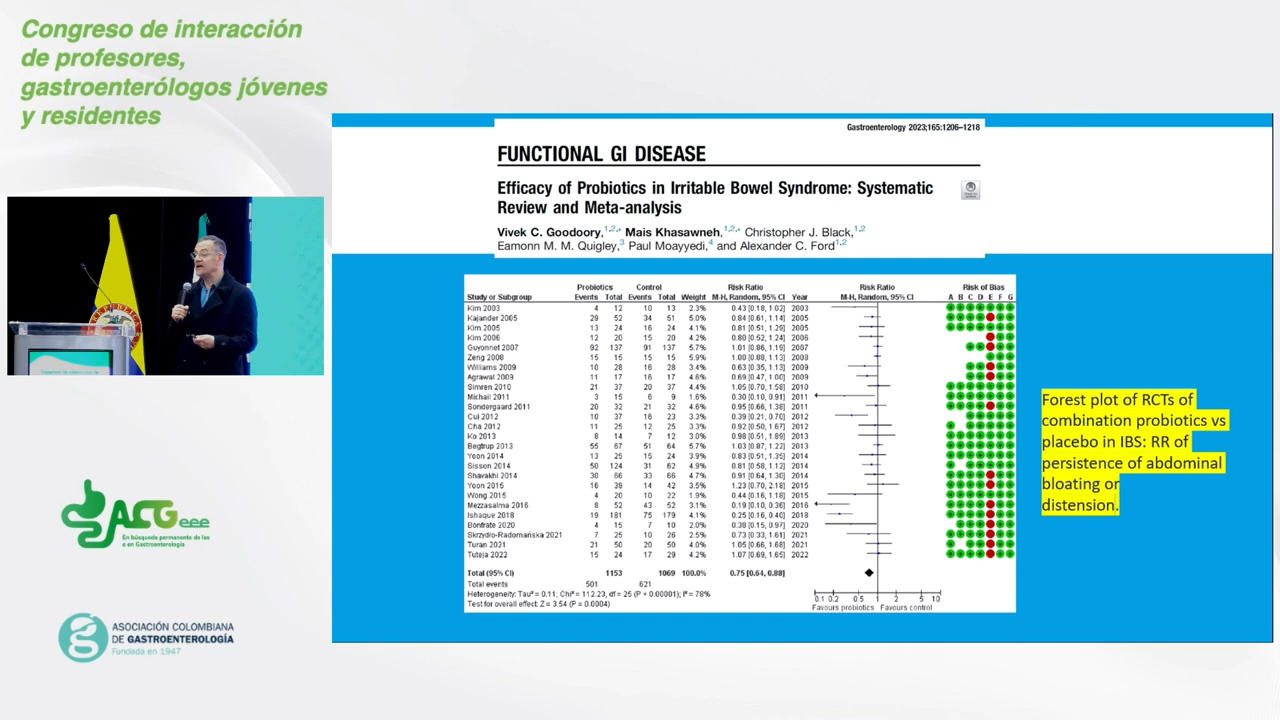 Congreso de interacción
de profesores,
gastroenterólogos jóvenes
y residentes
Gastroenterology 2023;165:1206–1218
FUNCTIONAL GI DISEASE
Efficacy of Probiotics in Irritable Bowel Syndrome: Systematic
Review and Meta-analysis
Vivek C. Goodoory,1,2,* Mais Khasawneh,1,2,* Christopher J. Black,1,2
Eamonn M. M. Quigley,3 Paul Moayyedi,4 and Alexander C. Ford1,2
Probiotics Control Risk Ratio Risk Ratio Risk of Bias
Study or Subgroup Events Total Events Total Weight M-H, Random, 95% CI Year M-H, Random, 95% CI A B C D E F G
Kim 2003 4 12 10 13 2.3% 0.43 [0.18, 1.02] 2003
Kajander 2005 29 52 34 51 5.0% 0.84 [0.61, 1.14] 2005
Kim 2005 13 24 16 24 4.1% 0.81 [0.51, 1.29] 2005
Kim 2006 12 20 15 20 4.4% 0.80 [0.52, 1.24] 2006
Guyonnet 2007 92 137 91 137 5.9% 1.01 [0.86, 1.19] 2007
Zeng 2008 15 15 15 15 6.2% 1.00 [0.88, 1.13] 2008
Williams 2009 10 28 16 28 3.5% 0.63 [0.35, 1.13] 2009
Agrawal 2009 11 17 16 17 4.6% 0.69 [0.47, 1.00] 2009
Simren 2010 21 37 20 37 4.4% 1.05 [0.70, 1.58] 2010
Michail 2011 3 15 6 9 1.7% 0.30 [0.10, 0.91] 2011
Sondergaard 2011 20 32 21 32 4.7% 0.95 [0.66, 1.38] 2011
Cui 2012 10 37 16 23 3.4% 0.39 [0.21, 0.70] 2012
Cha 2012 11 25 12 25 3.5% 0.92 [0.50, 1.67] 2012
Ko 2013 8 14 7 12 3.2% 0.98 [0.51, 1.89] 2013
Begtrup 2013 55 67 51 64 5.8% 1.03 [0.87, 1.22] 2013
Yoon 2014 13 25 15 24 4.0% 0.83 [0.51, 1.35] 2014
Sisson 2014 50 124 31 62 4.9% 0.81 [0.58, 1.12] 2014
Shavakhi 2014 30 66 33 66 4.8% 0.91 [0.64, 1.30] 2014
Yoon 2015 16 39 14 42 3.6% 1.23 [0.70, 2.18] 2015
Wong 2015 4 20 10 22 1.9% 0.44 [0.16, 1.18] 2015
Mezzasalma 2016 8 52 43 52 3.1% 0.19 [0.10, 0.36] 2016
Ishaque 2018 19 181 75 179 4.1% 0.25 [0.16, 0.40] 2018
Bonfrate 2020 4 15 7 10 2.1% 0.38 [0.15, 0.97] 2020
Skrzydło-Radomańska 2021 7 25 10 26 2.6% 0.73 [0.33, 1.61] 2021
Turan 2021 21 50 20 50 4.1% 1.05 [0.66, 1.68] 2021
Tuteja 2022 15 24 17 29 4.3% 1.07 [0.69, 1.65] 2022
Total (95% CI) 1153 1069 100.0% 0.75 [0.64, 0.88]
Total events 501 621
Heterogeneity: Tau² = 0.11; Chi² = 112.23, df = 25 (P < 0.00001); I² = 78%
Test for overall effect: Z = 3.54 (P = 0.0004)
0.1 0.2 0.5 1 2 5 10
Favours probiotics Favours control
Forest plot of RCTs of
combination probiotics vs
placebo in IBS: RR of
persistence of abdominal
bloating or
distension.
ACGeee
En búsqueda permanente de las
e en Gastroenterología
ASOCIACIÓN COLOMBIANA
DE GASTROENTEROLOGÍA
Fundada en 1947